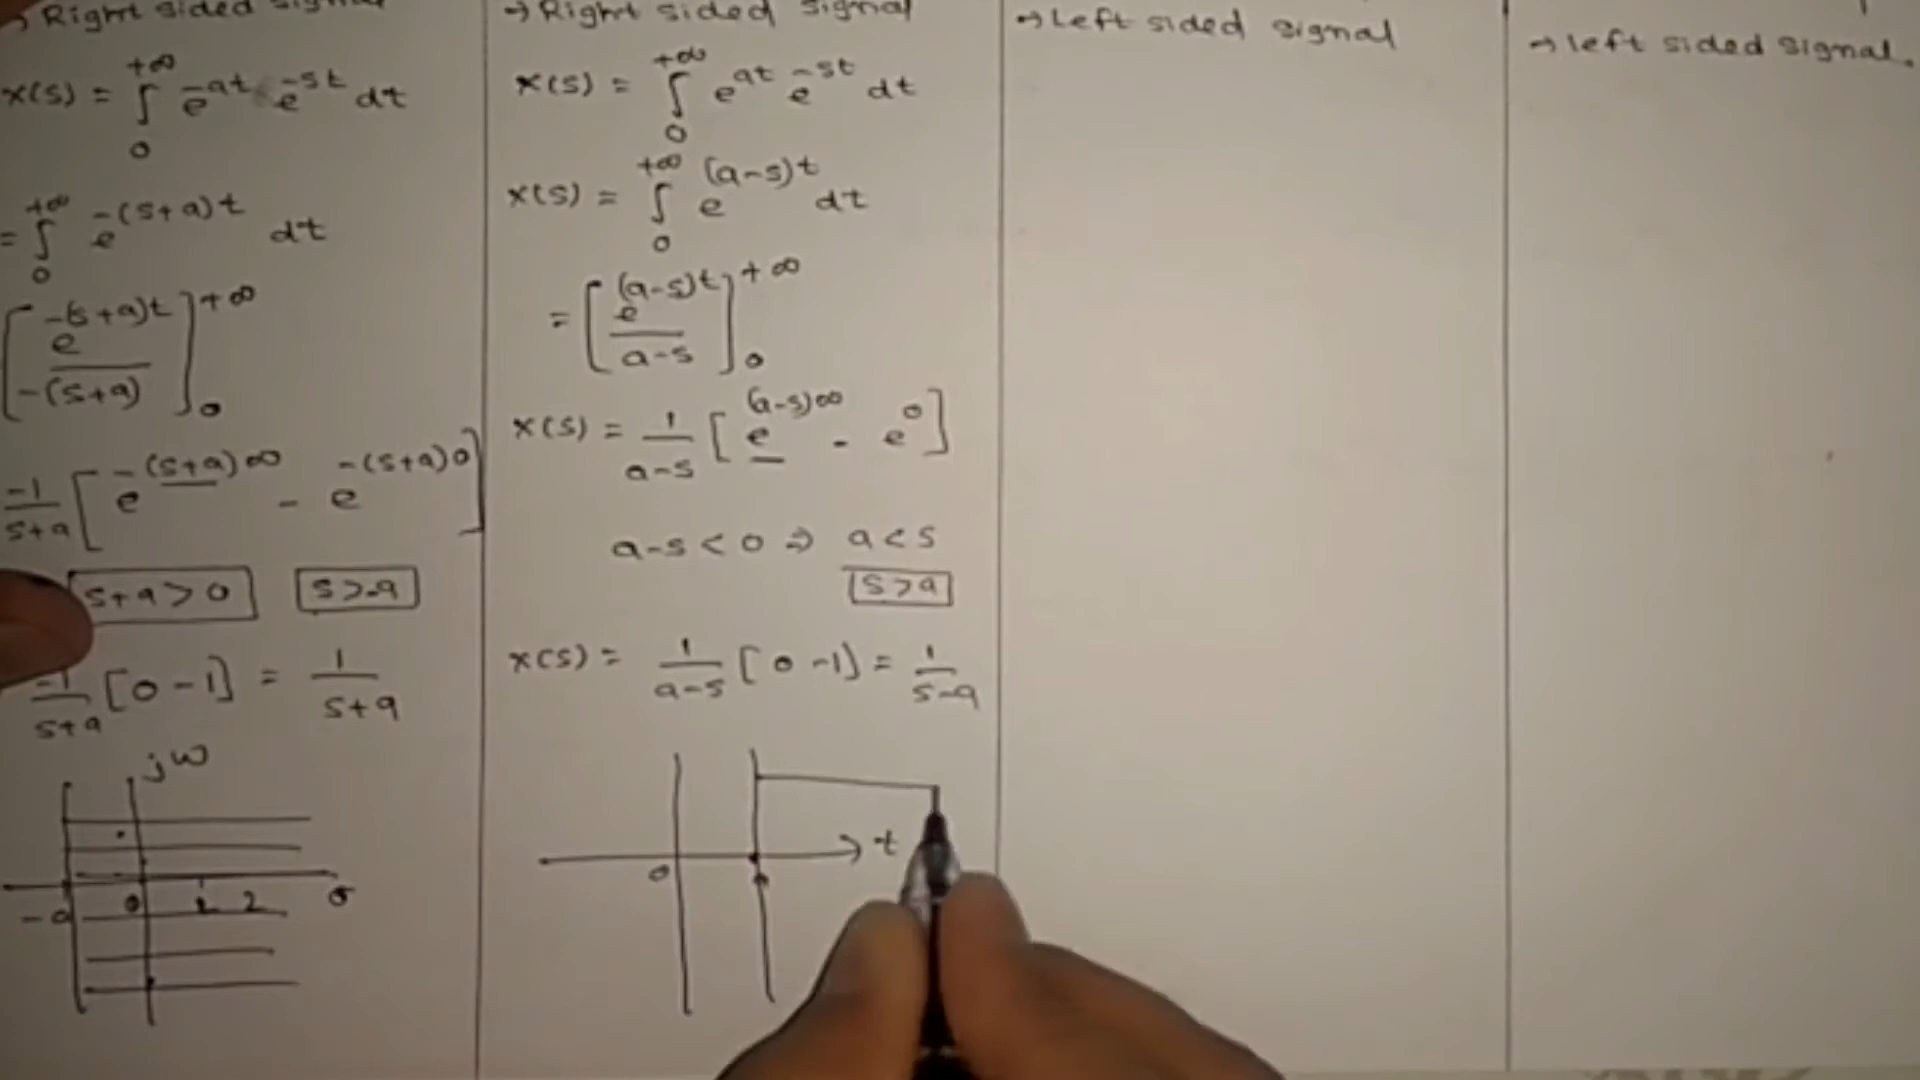 → Right sided signal
x(s) = ∫₀^{+∞} e^{-at} e^{-st} dt
= ∫₀^{+∞} e^{-(s+a)t} dt
[e^{-(s+a)t} / -(s+a)]₀^{+∞}
-1/s+a [e^{-(s+a)∞} - e^{-(s+a)0}]
s+a>0 s>-a
-1/s+a [0-1] = 1/s+a
jω
-a 0 1 2 σ
→ Right sided signal
x(s) = ∫₀^{+∞} e^{at} e^{-st} dt
x(s) = ∫₀^{+∞} e^{(a-s)t} dt
= [e^{(a-s)t} / a-s]₀^{+∞}
x(s) = 1/a-s [e^{(a-s)∞} - e^0]
a-s<0 ⇒ a<s
s>a
x(s) = 1/a-s [0-1] = 1/s-a
0 t
→ Left sided signal
→ left sided signal.